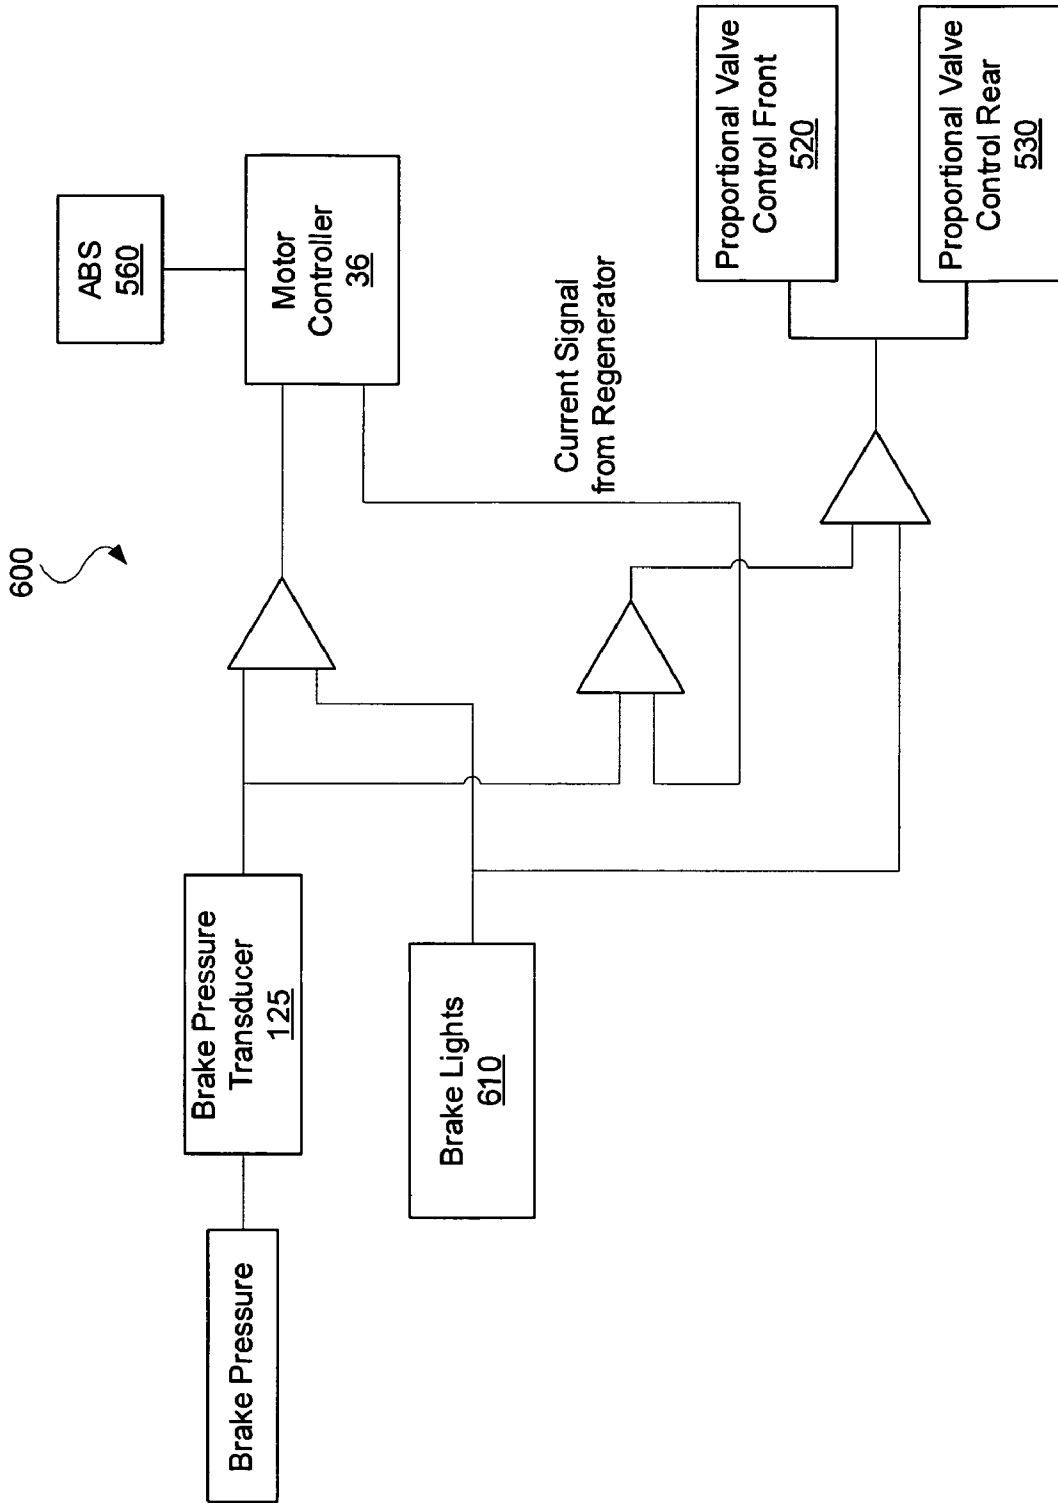 600
Brake Pressure
Brake Pressure
Transducer
125
Brake Lights
610
ABS
560
Motor
Controller
36
Current Signal
from Regenerator
Proportional Valve
Control Front
520
Proportional Valve
Control Rear
530